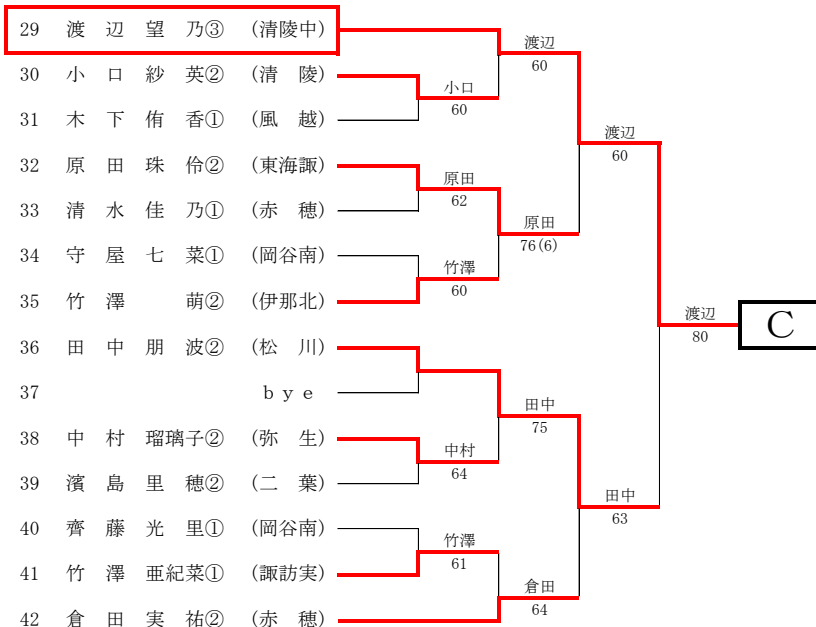 29 渡辺望乃③ (清陵中)
渡辺
60
30 小口紗英② (清陵)
小口
60
31 木下侑香① (風越)
渡辺
60
32 原田珠伶② (東海諏)
原田
62
33 清水佳乃① (赤穂)
原田
76(6)
34 守屋七菜① (岡谷南)
竹澤
60
35 竹澤萌② (伊那北)
渡辺
80
C
36 田中朋波② (松川)
37 bye
田中
75
38 中村瑠璃子② (弥生)
中村
64
39 濱島里穂② (二葉)
田中
63
40 齊藤光里① (岡谷南)
竹澤
61
41 竹澤亜紀菜① (諏訪実)
倉田
64
42 倉田実祐② (赤穂)